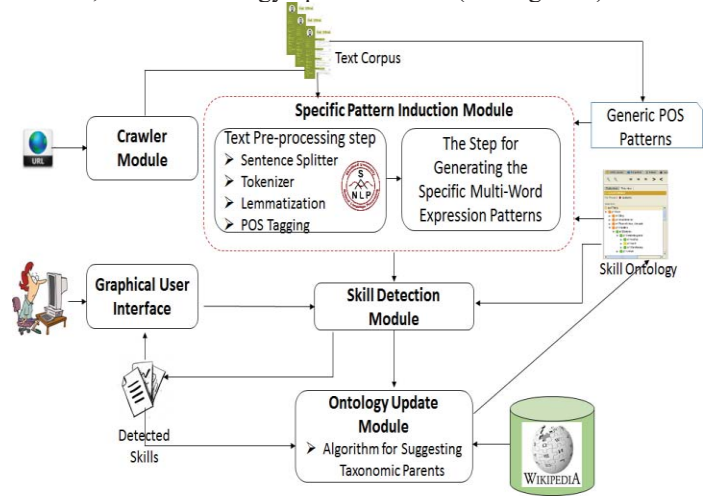 Text Corpus
Specific Pattern Induction Module
Generic POS
Patterns
URL
Crawler
Module
Text Pre-processing step
➤ Sentence Splitter
➤ Tokenizer
➤ Lemmatization
➤ POS Tagging
S
NLP
The Step for
Generating the
Specific Multi-Word
Expression Patterns
Skill Ontology
Graphical User
Interface
Skill Detection
Module
Detected
Skills
Ontology Update
Module
➤ Algorithm for Suggesting
Taxonomic Parents
WIKIPEDIA